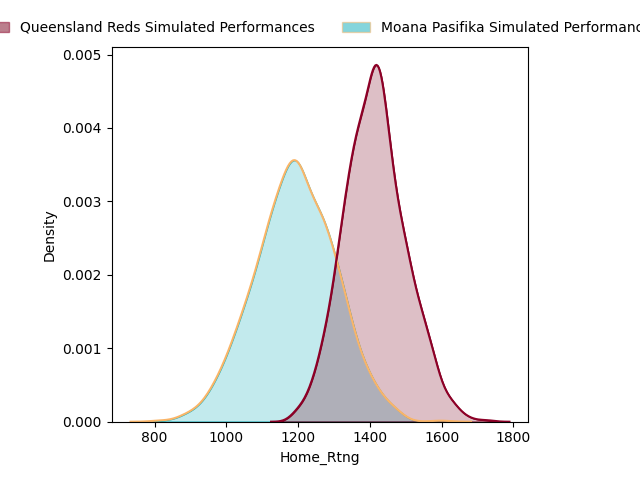 Queensland Reds Simulated Performances
Moana Pasifika Simulated
0.005
0.004
0.003
0.002
0.001
0.000
Density
800 1000 1200 1400 1600 1800
Home_Rtng